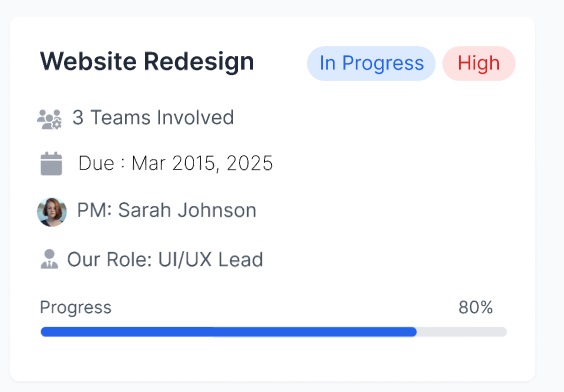 Website Redesign In Progress High
3 Teams Involved
Due : Mar 2015, 2025
PM: Sarah Johnson
Our Role: UI/UX Lead
Progress 80%